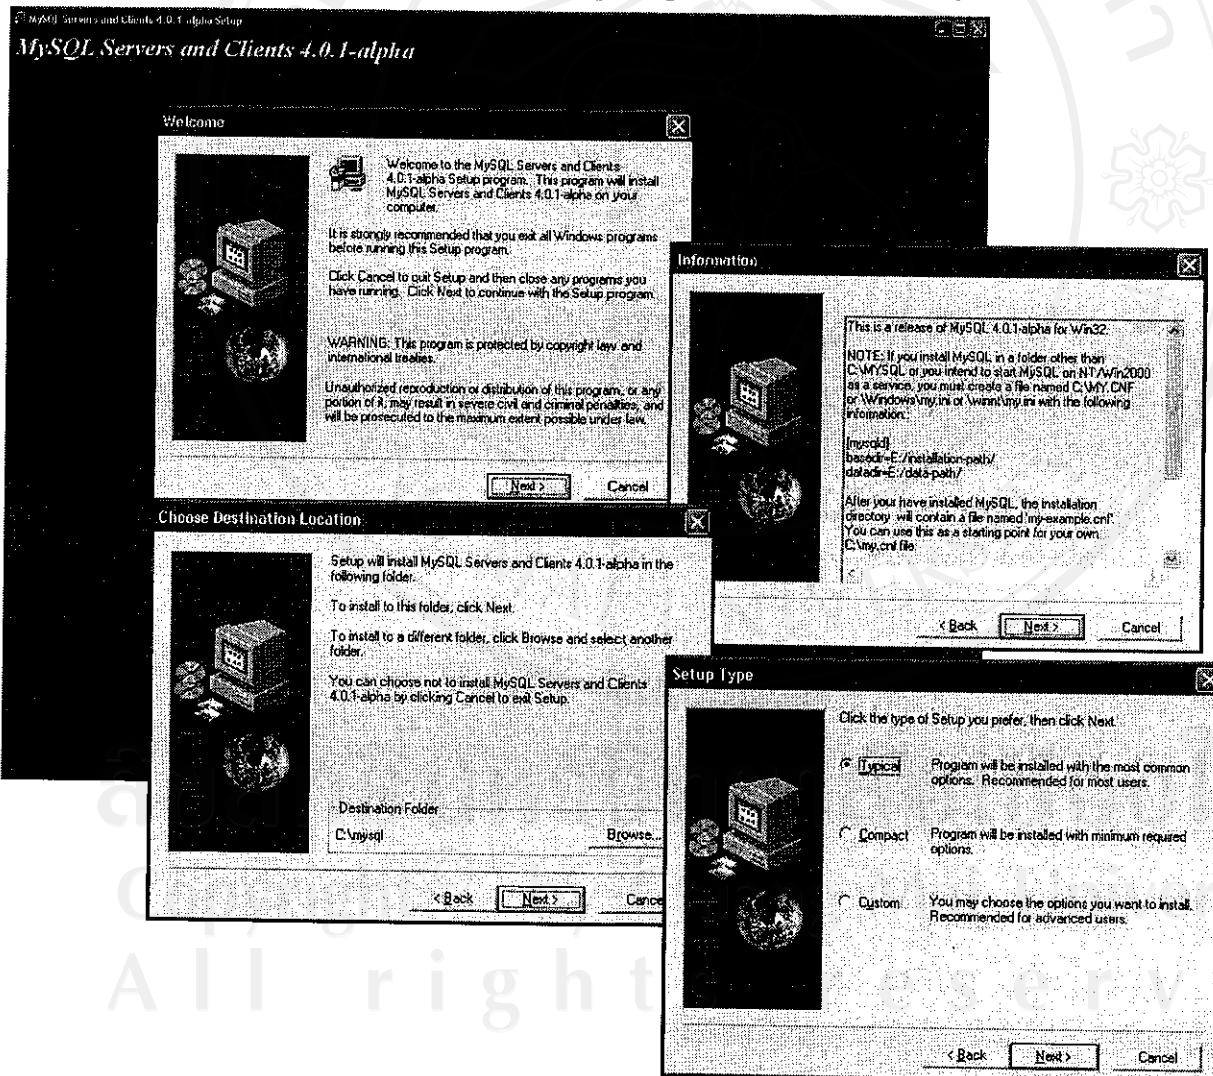 MySQL Servers and Clients 4.0.1-alpha Setup
MySQL Servers and Clients 4.0.1-alpha
Welcome
Welcome to the MySQL Servers and Clients
4.0.1-alpha Setup program. This program will install
MySQL Servers and Clients 4.0.1-alpha on your
computer.
It is strongly recommended that you exit all Windows programs
before running this Setup program.
Click Cancel to quit Setup and then close any programs you
have running. Click Next to continue with the Setup program.
WARNING: This program is protected by copyright law and
international treaties.
Unauthorized reproduction or distribution of this program, or any
portion of it, may result in severe civil and criminal penalties, and
will be prosecuted to the maximum extent possible under law.
Next >
Cancel
Information
This is a release of MySQL 4.0.1-alpha for Win32.
NOTE: If you install MySQL in a folder other than
C:\MYSQL or you intend to start MySQL on NT/Win2000
as a service, you must create a file named C:\MY.CNF
or \Windows\my.ini or \winnt\my.ini with the following
information::
[mysqld]
basedir=E:/installation-path/
datadir=E:/data-path/
After your have installed MySQL, the installation
directory will contain a file named 'my-example.cnf'
You can use this as a starting point for your own
C:\my.cnf file.
< Back
Next >
Cancel
Choose Destination Location
Setup will install MySQL Servers and Clients 4.0.1-alpha in the
following folder.
To install to this folder, click Next.
To install to a different folder, click Browse and select another
folder.
You can choose not to install MySQL Servers and Clients
4.0.1-alpha by clicking Cancel to exit Setup.
Destination Folder
C:\mysql
Browse...
< Back
Next >
Cance
Setup Type
Click the type of Setup you prefer, then click Next.
Typical Program will be installed with the most common
options. Recommended for most users.
Compact Program will be installed with minimum required
options.
Custom You may choose the options you want to install.
Recommended for advanced users.
< Back
Next >
Cancel
Copyright Univer
All rights reserv